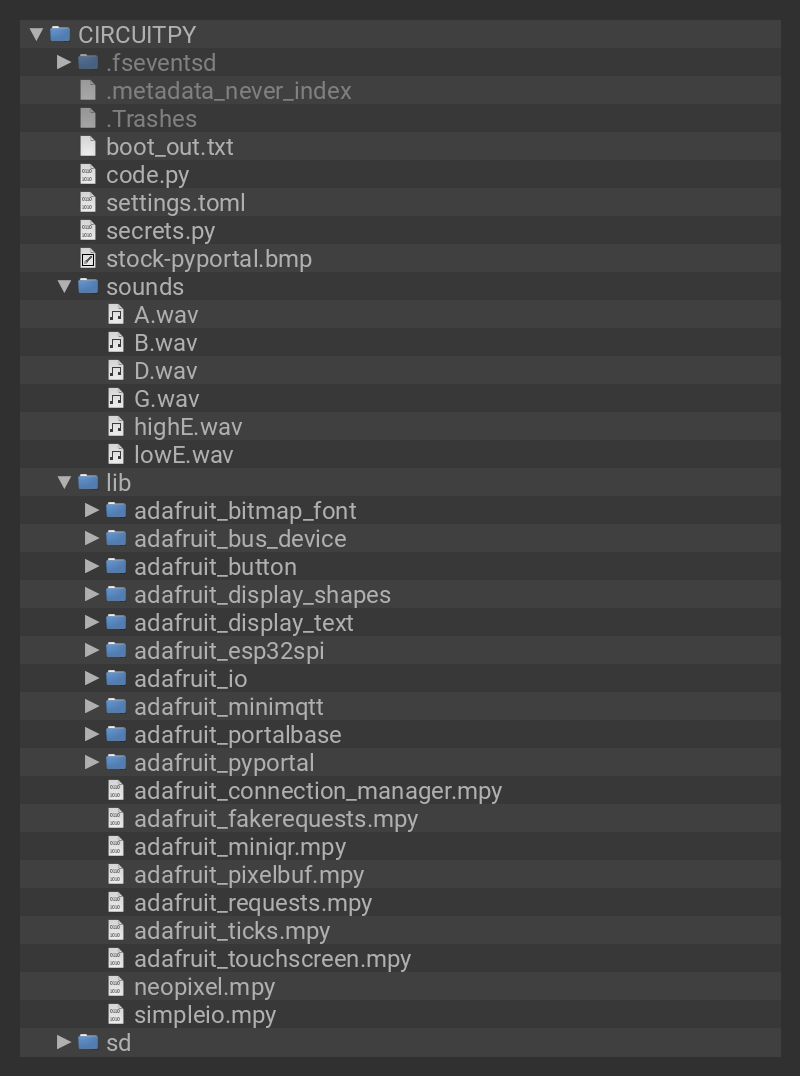 CIRCUITPY
.fseventsd
.metadata_never_index
.Trashes
boot_out.txt
code.py
settings.toml
secrets.py
stock-pyportal.bmp
sounds
A.wav
B.wav
D.wav
G.wav
highE.wav
lowE.wav
lib
adafruit_bitmap_font
adafruit_bus_device
adafruit_button
adafruit_display_shapes
adafruit_display_text
adafruit_esp32spi
adafruit_io
adafruit_minimqtt
adafruit_portalbase
adafruit_pyportal
adafruit_connection_manager.mpy
adafruit_fakerequests.mpy
adafruit_miniqr.mpy
adafruit_pixelbuf.mpy
adafruit_requests.mpy
adafruit_ticks.mpy
adafruit_touchscreen.mpy
neopixel.mpy
simpleio.mpy
sd